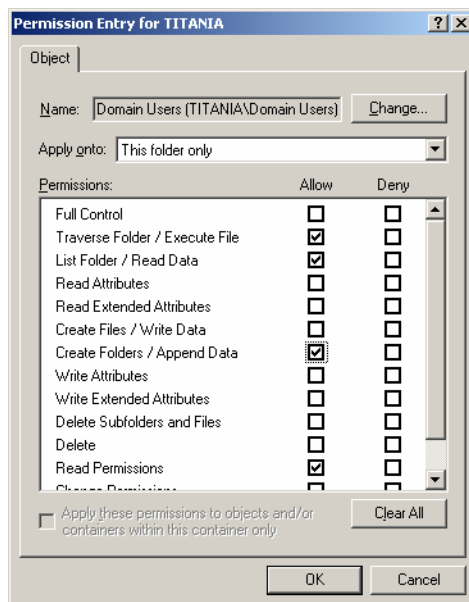 Permission Entry for TITANIA
Object
Name: Domain Users (TITANIA\Domain Users) Change...
Apply onto: This folder only
Permissions: Allow Deny
Full Control
Traverse Folder / Execute File
List Folder / Read Data
Read Attributes
Read Extended Attributes
Create Files / Write Data
Create Folders / Append Data
Write Attributes
Write Extended Attributes
Delete Subfolders and Files
Delete
Read Permissions
Change Permissions
Apply these permissions to objects and/or
containers within this container only
Clear All
OK Cancel